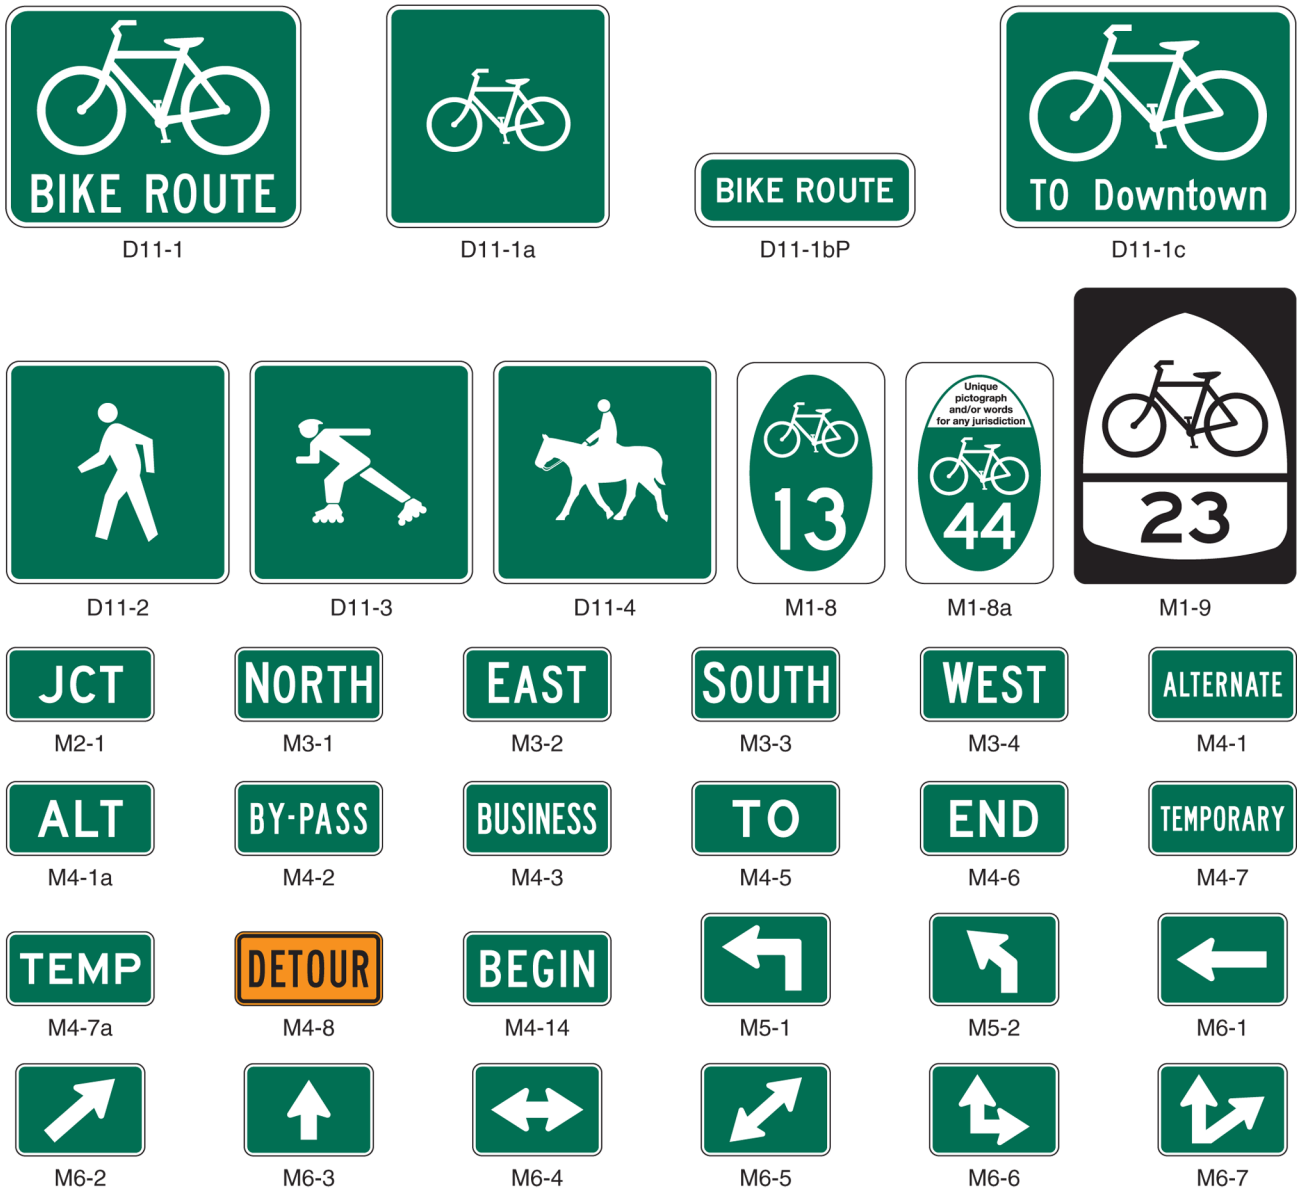 BIKE ROUTE
BIKE ROUTE
TO Downtown
D11-1
D11-1a
D11-1bP
D11-1c
Unique
pictograph
and/or words
for any jurisdiction
13
44
23
D11-2
D11-3
D11-4
M1-8
M1-8a
M1-9
JCT
NORTH
EAST
SOUTH
WEST
ALTERNATE
M2-1
M3-1
M3-2
M3-3
M3-4
M4-1
ALT
BY-PASS
BUSINESS
TO
END
TEMPORARY
M4-1a
M4-2
M4-3
M4-5
M4-6
M4-7
TEMP
DETOUR
BEGIN
M4-7a
M4-8
M4-14
M5-1
M5-2
M6-1
M6-2
M6-3
M6-4
M6-5
M6-6
M6-7